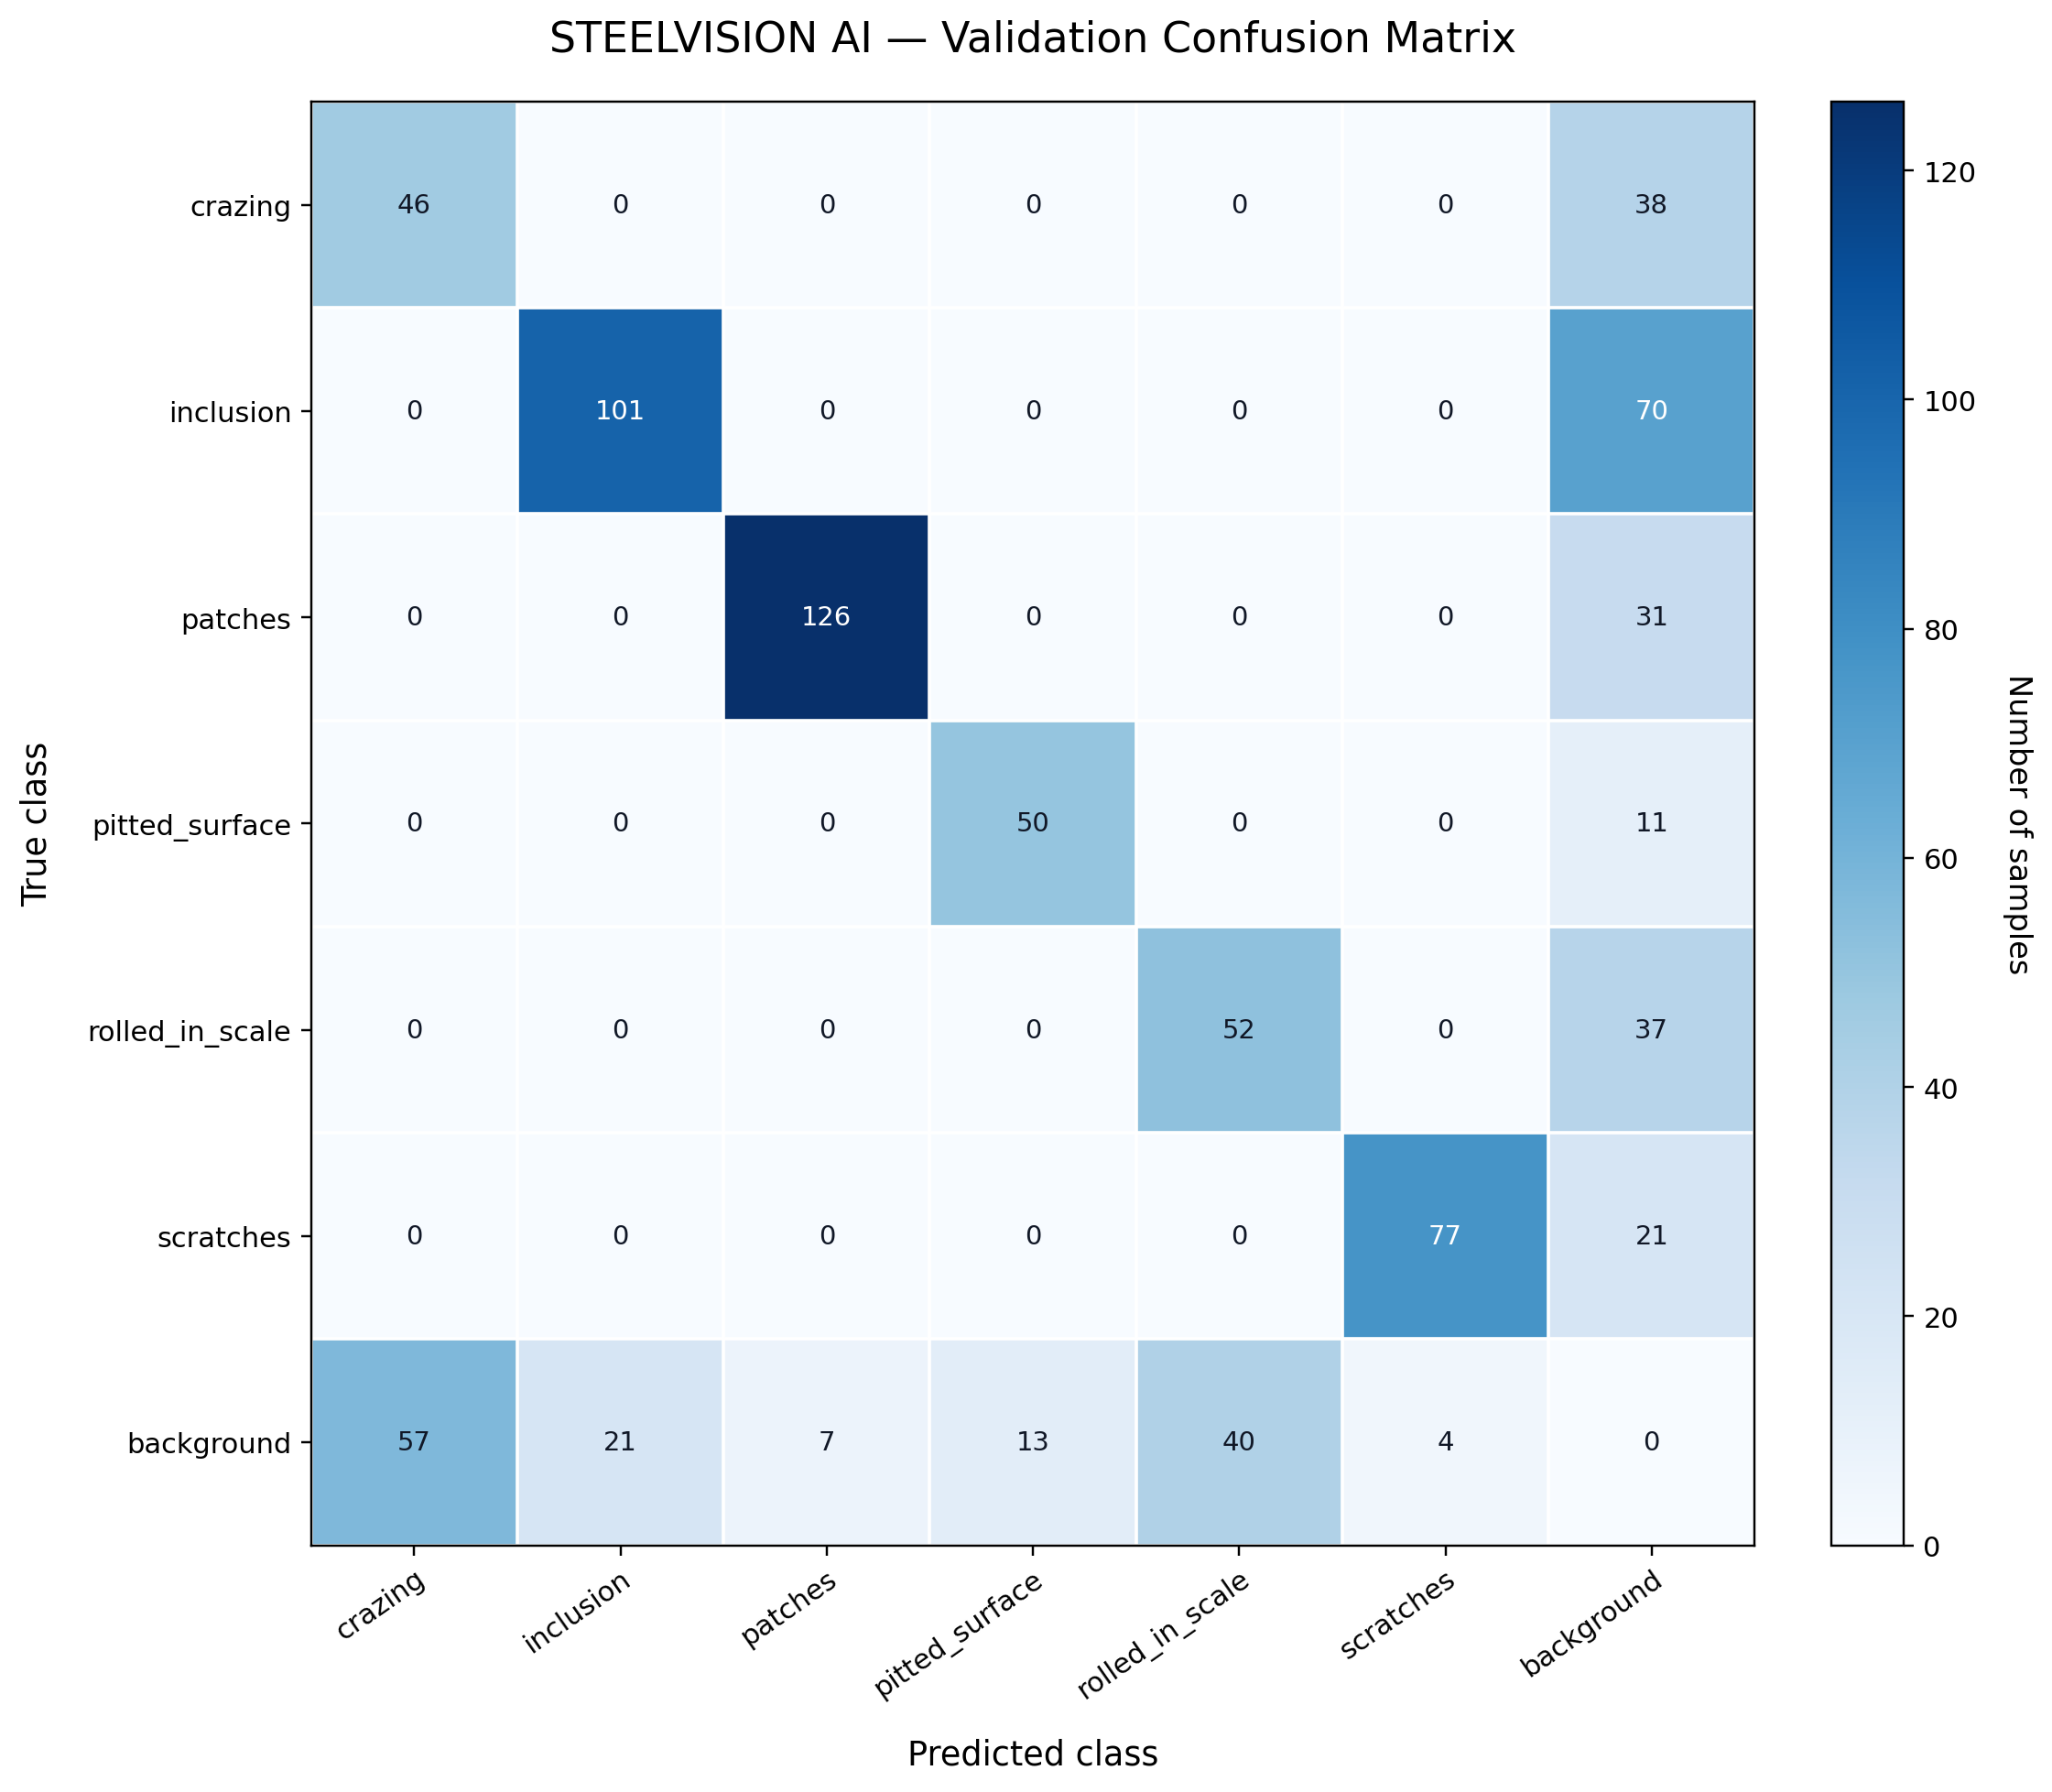 STEELVISION AI — Validation Confusion Matrix
True class
crazing 46 0 0 0 0 0 38
inclusion 0 101 0 0 0 0 70
patches 0 0 126 0 0 0 31
pitted_surface 0 0 0 50 0 0 11
rolled_in_scale 0 0 0 0 52 0 37
scratches 0 0 0 0 0 77 21
background 57 21 7 13 40 4 0
crazing inclusion patches pitted_surface rolled_in_scale scratches background
Predicted class
120
100
80
60
40
20
0
Number of samples